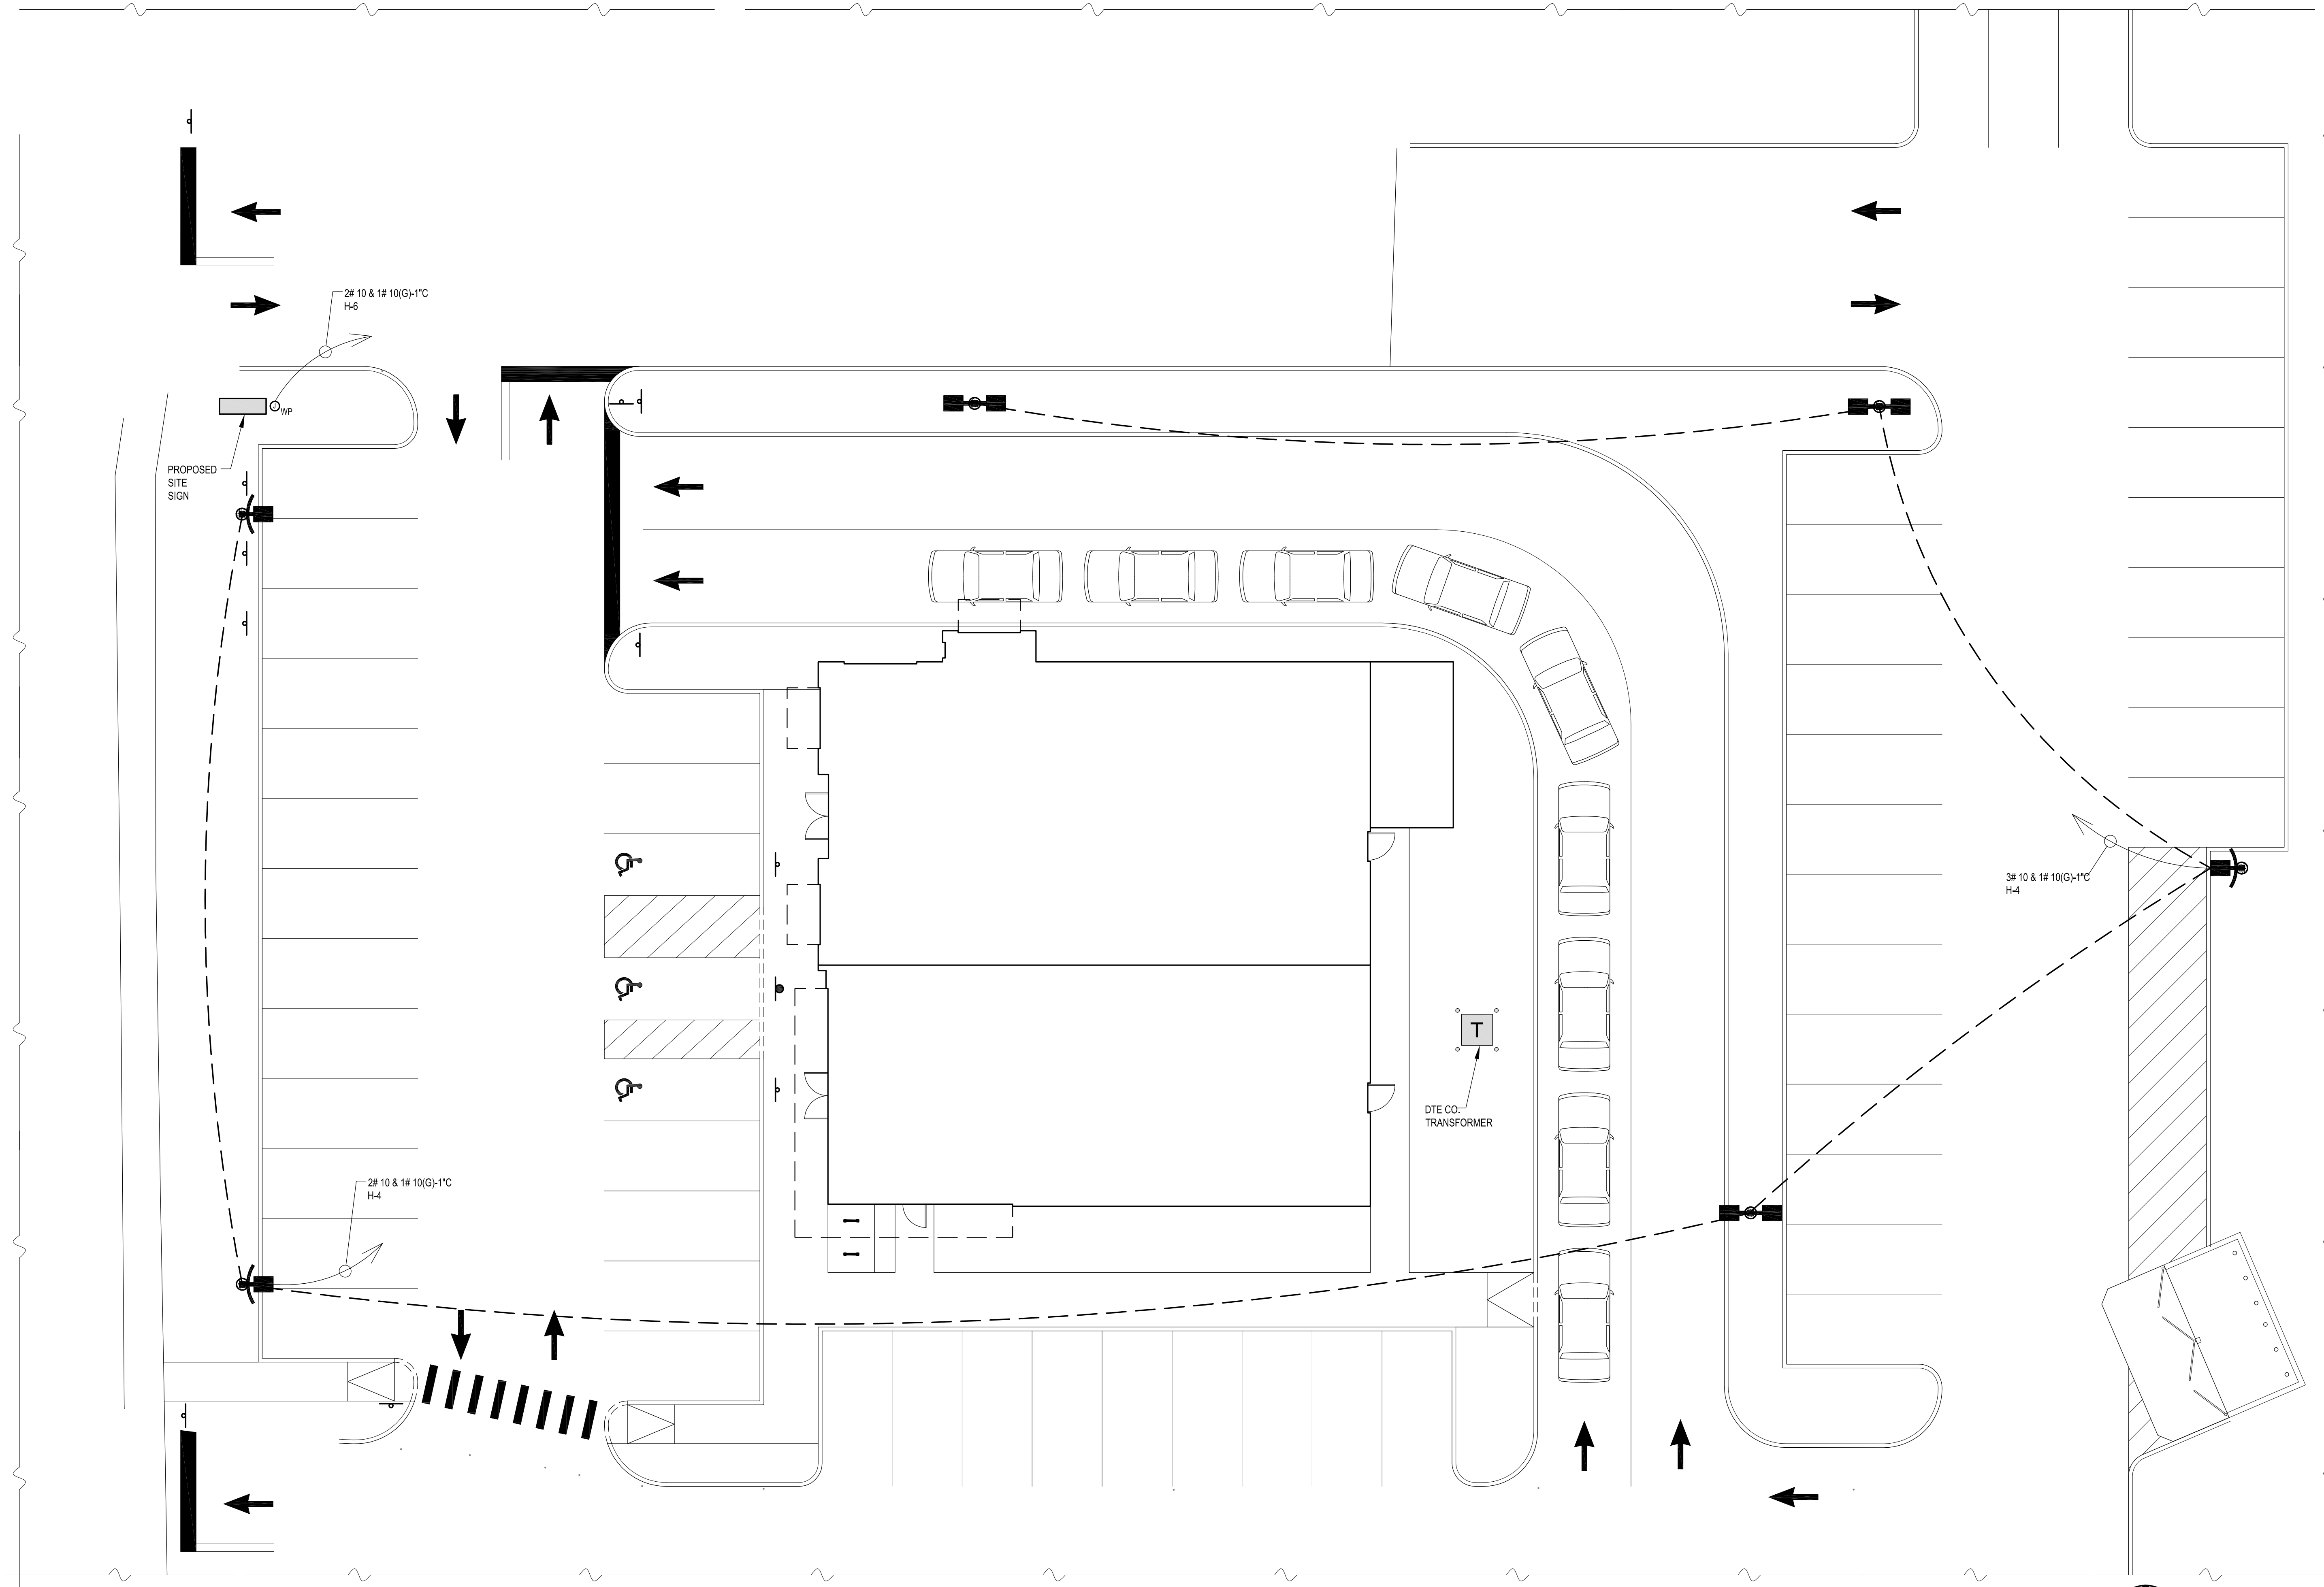 2# 10 & 1# 10(G)-1"C
H-6
WP
PROPOSED
SITE
SIGN
3# 10 & 1# 10(G)-1"C
H-4
T
DTE CO.
TRANSFORMER
2# 10 & 1# 10(G)-1"C
H-4